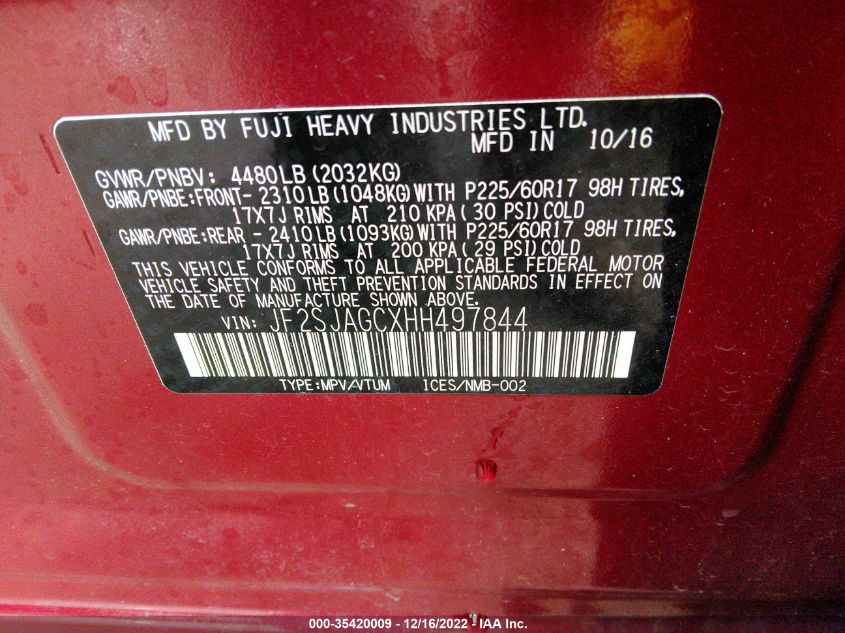 MFD BY FUJI HEAVY INDUSTRIES LTD.
MFD IN 10/16
GVWR/PNBV: 4480LB(2032KG)
GAWR/PNBE:FRONT- 2310LB(1048KG)WITH P225/60R17 98H TIRES,
17X7J RIMS AT 210 KPA( 30 PSI)COLD
GAWR/PNBE:REAR - 2410LB(1093KG)WITH P225/60R17 98H TIRES,
17X7J RIMS AT 200 KPA( 29 PSI)COLD
THIS VEHICLE CONFORMS TO ALL APPLICABLE FEDERAL MOTOR
VEHICLE SAFETY AND THEFT PREVENTION STANDARDS IN EFFECT ON
THE DATE OF MANUFACTURE SHOWN ABOVE.
VIN: JF2SJAGCXHH497844
TYPE:MPV/VTUM ICES/NMB-002
000-35420009 - 12/16/2022 - IAA Inc.